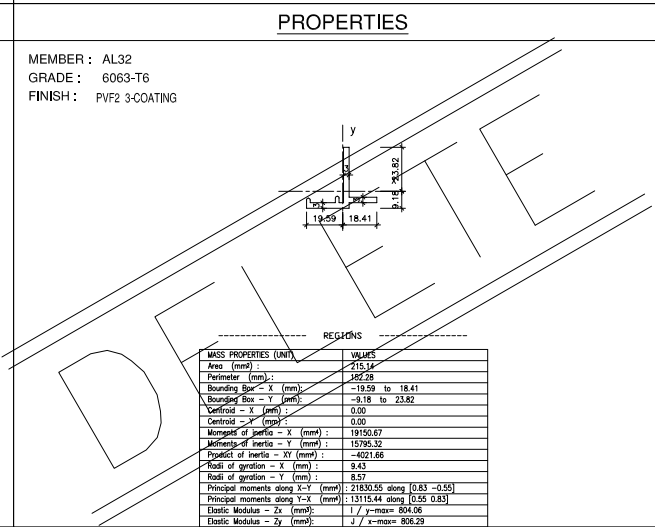 PROPERTIES
MEMBER : AL32
GRADE : 6063-T6
FINISH : PVF2 3-COATING
y
23.82
9.18
19.59 18.41
DELETE
REGIONS
MASS PROPERTIES (UNIT) VALUES
Area (mm²) : 215.14
Perimeter (mm) : 152.28
Bounding Box - X (mm): -19.59 to 18.41
Bounding Box - Y (mm): -9.18 to 23.82
Centroid - X (mm) : 0.00
Centroid - Y (mm) : 0.00
Moments of inertia - X (mm⁴) : 19150.67
Moments of inertia - Y (mm⁴) : 15795.32
Product of inertia - XY (mm⁴) : -4021.66
Radii of gyration - X (mm) : 9.43
Radii of gyration - Y (mm) : 8.57
Principal moments along X-Y (mm⁴) : 21830.55 along [0.83 -0.55]
Principal moments along Y-X (mm⁴) : 13115.44 along [0.55 0.83]
Elastic Modulus - Zx (mm³): I / y-max= 804.06
Elastic Modulus - Zy (mm³): J / x-max= 806.29